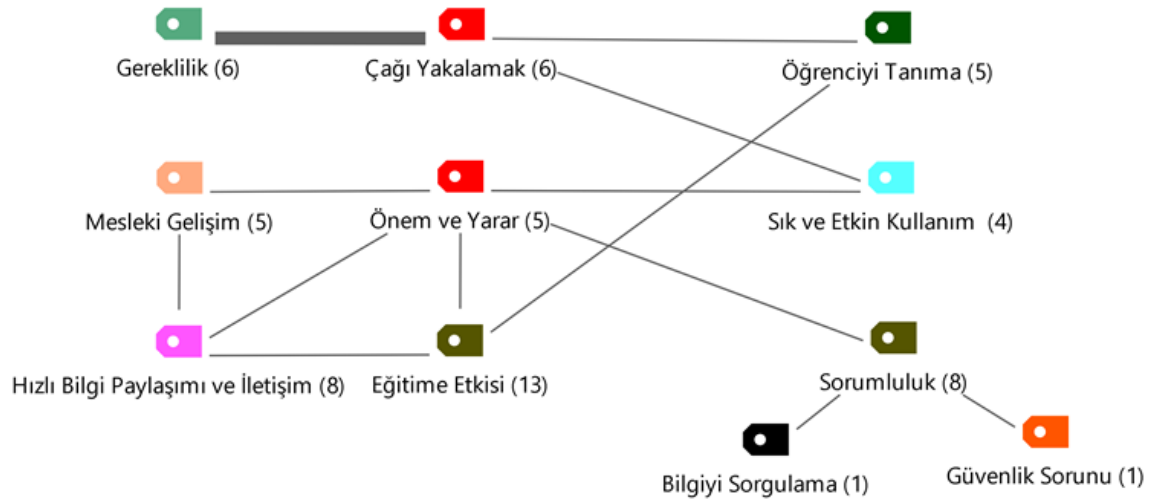 Gereklilik (6)
Çağı Yakalamak (6)
Öğrenciyi Tanıma (5)
Mesleki Gelişim (5)
Önem ve Yarar (5)
Sık ve Etkin Kullanım (4)
Hızlı Bilgi Paylaşımı ve İletişim (8)
Eğitime Etkisi (13)
Sorumluluk (8)
Bilgiyi Sorgulama (1)
Güvenlik Sorunu (1)